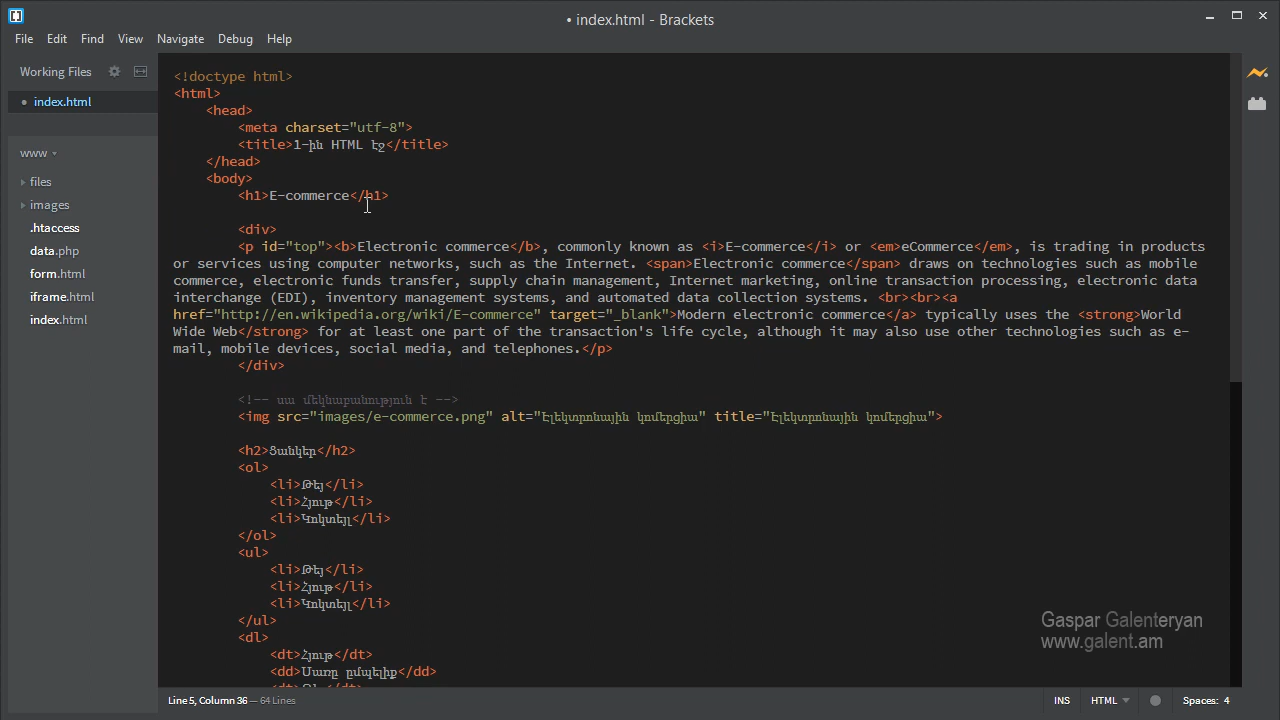 • index.html - Brackets
File Edit Find View Navigate Debug Help
Working Files
• index.html
www
files
images
.htaccess
data.php
form.html
iframe.html
index.html
<!doctype html>
<html>
<head>
<meta charset="utf-8">
<title>1-ին HTML էջ</title>
</head>
<body>
<h1>E-commerce</h1>
<div>
<p id="top"><b>Electronic commerce</b>, commonly known as <i>E-commerce</i> or <em>eCommerce</em>, is trading in products
or services using computer networks, such as the Internet. <span>Electronic commerce</span> draws on technologies such as mobile
commerce, electronic funds transfer, supply chain management, Internet marketing, online transaction processing, electronic data
interchange (EDI), inventory management systems, and automated data collection systems. <br><br><a
href="http://en.wikipedia.org/wiki/E-commerce" target="_blank">Modern electronic commerce</a> typically uses the <strong>World
Wide Web</strong> for at least one part of the transaction's life cycle, although it may also use other technologies such as e-
mail, mobile devices, social media, and telephones.</p>
</div>
<!-- սա մեկնաբանություն է -->
<img src="images/e-commerce.png" alt="Էլեկտրոնային կոմերցիա" title="Էլեկտրոնային կոմերցիա">
<h2>Ցանկեր</h2>
<ol>
<li>Թեյ</li>
<li>Հյութ</li>
<li>Կոկտեյլ</li>
</ol>
<ul>
<li>Թեյ</li>
<li>Հյութ</li>
<li>Կոկտեյլ</li>
</ul>
<dl>
<dt>Հյութ</dt>
<dd>Սառը ըմպելիք</dd>
Gaspar Galenteryan
www.galent.am
Line 5, Column 36 — 64 Lines
INS HTML Spaces: 4